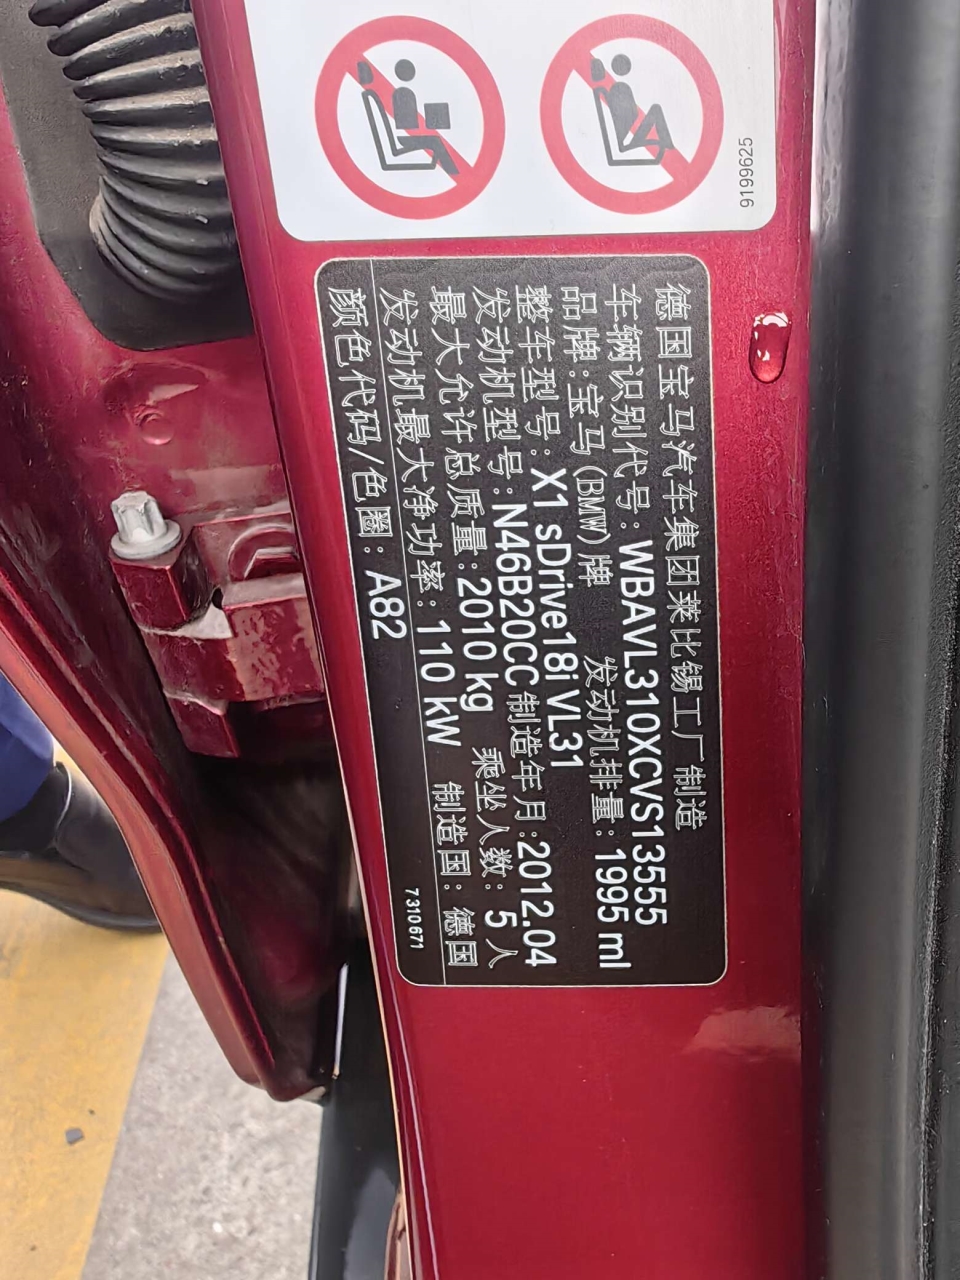 9199625
德国宝马汽车集团莱比锡工厂制造
车辆识别代号:WBAVL310XCVS13555
品牌:宝马(BMW)牌 发动机排量:1995 ml
整车型号:X1 sDrive18i VL31
发动机型号:N46B20CC 制造年月:2012.04
最大允许总质量:2010 kg 乘坐人数:5人
发动机最大净功率:110 kW 制造国:德国
颜色代码/色圈:A82
7310671